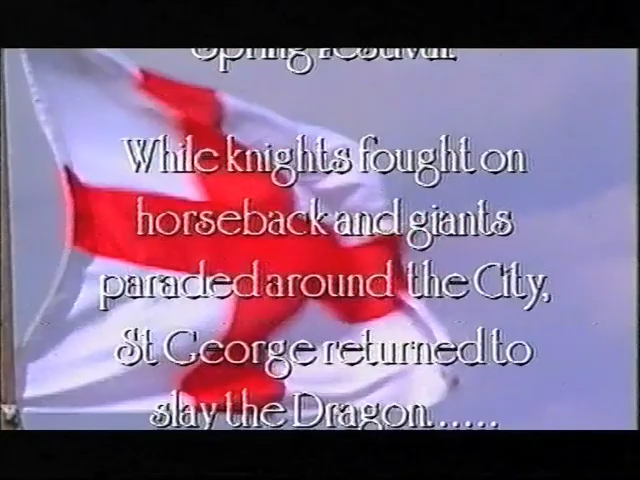 Spring Festival.
While knights fought on
horseback and giants
paraded around the City,
St George returned to
slay the Dragon.....